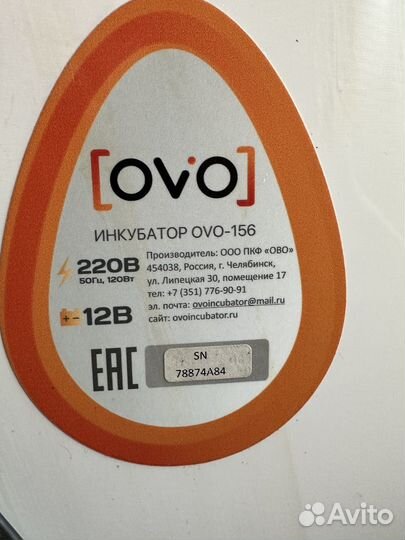 [OVO]
ИНКУБАТОР OVO-156
220В
50Гц, 120Вт
Производитель: ООО ПКФ «ОВО»
454038, Россия, г. Челябинск,
ул. Липецкая 30, помещение 17
тел: +7 (351) 776-90-91
эл. почта: ovoincubator@mail.ru
сайт: ovoincubator.ru
+ - 12В
EAC
SN
78874A84
Avito